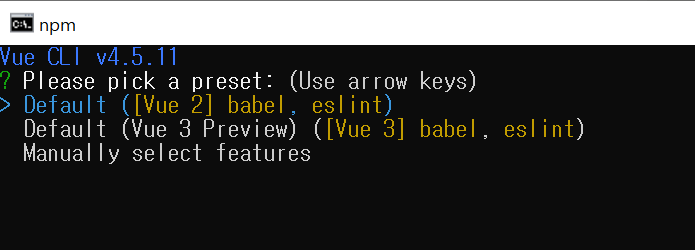 npm
Vue CLI v4.5.11
? Please pick a preset: (Use arrow keys)
> Default ([Vue 2] babel, eslint)
Default (Vue 3 Preview) ([Vue 3] babel, eslint)
Manually select features